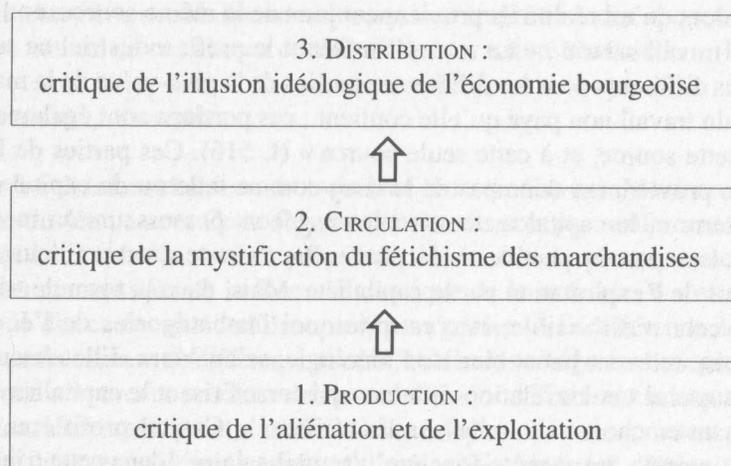 3. DISTRIBUTION :
critique de l'illusion idéologique de l'économie bourgeoise
2. CIRCULATION :
critique de la mystification du fétichisme des marchandises
1. PRODUCTION :
critique de l'aliénation et de l'exploitation